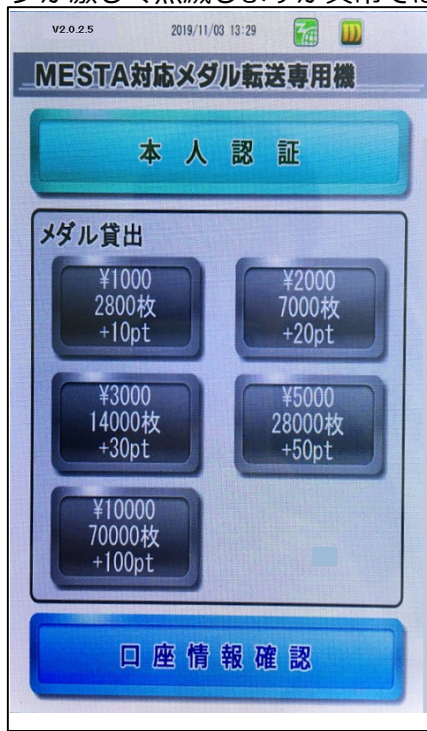 V2.0.2.5
2019/11/03 13:29
MESTA対応メダル転送専用機
本人認証
メダル貸出
¥1000
2800枚
+10pt
¥2000
7000枚
+20pt
¥3000
14000枚
+30pt
¥5000
28000枚
+50pt
¥10000
70000枚
+100pt
口座情報確認